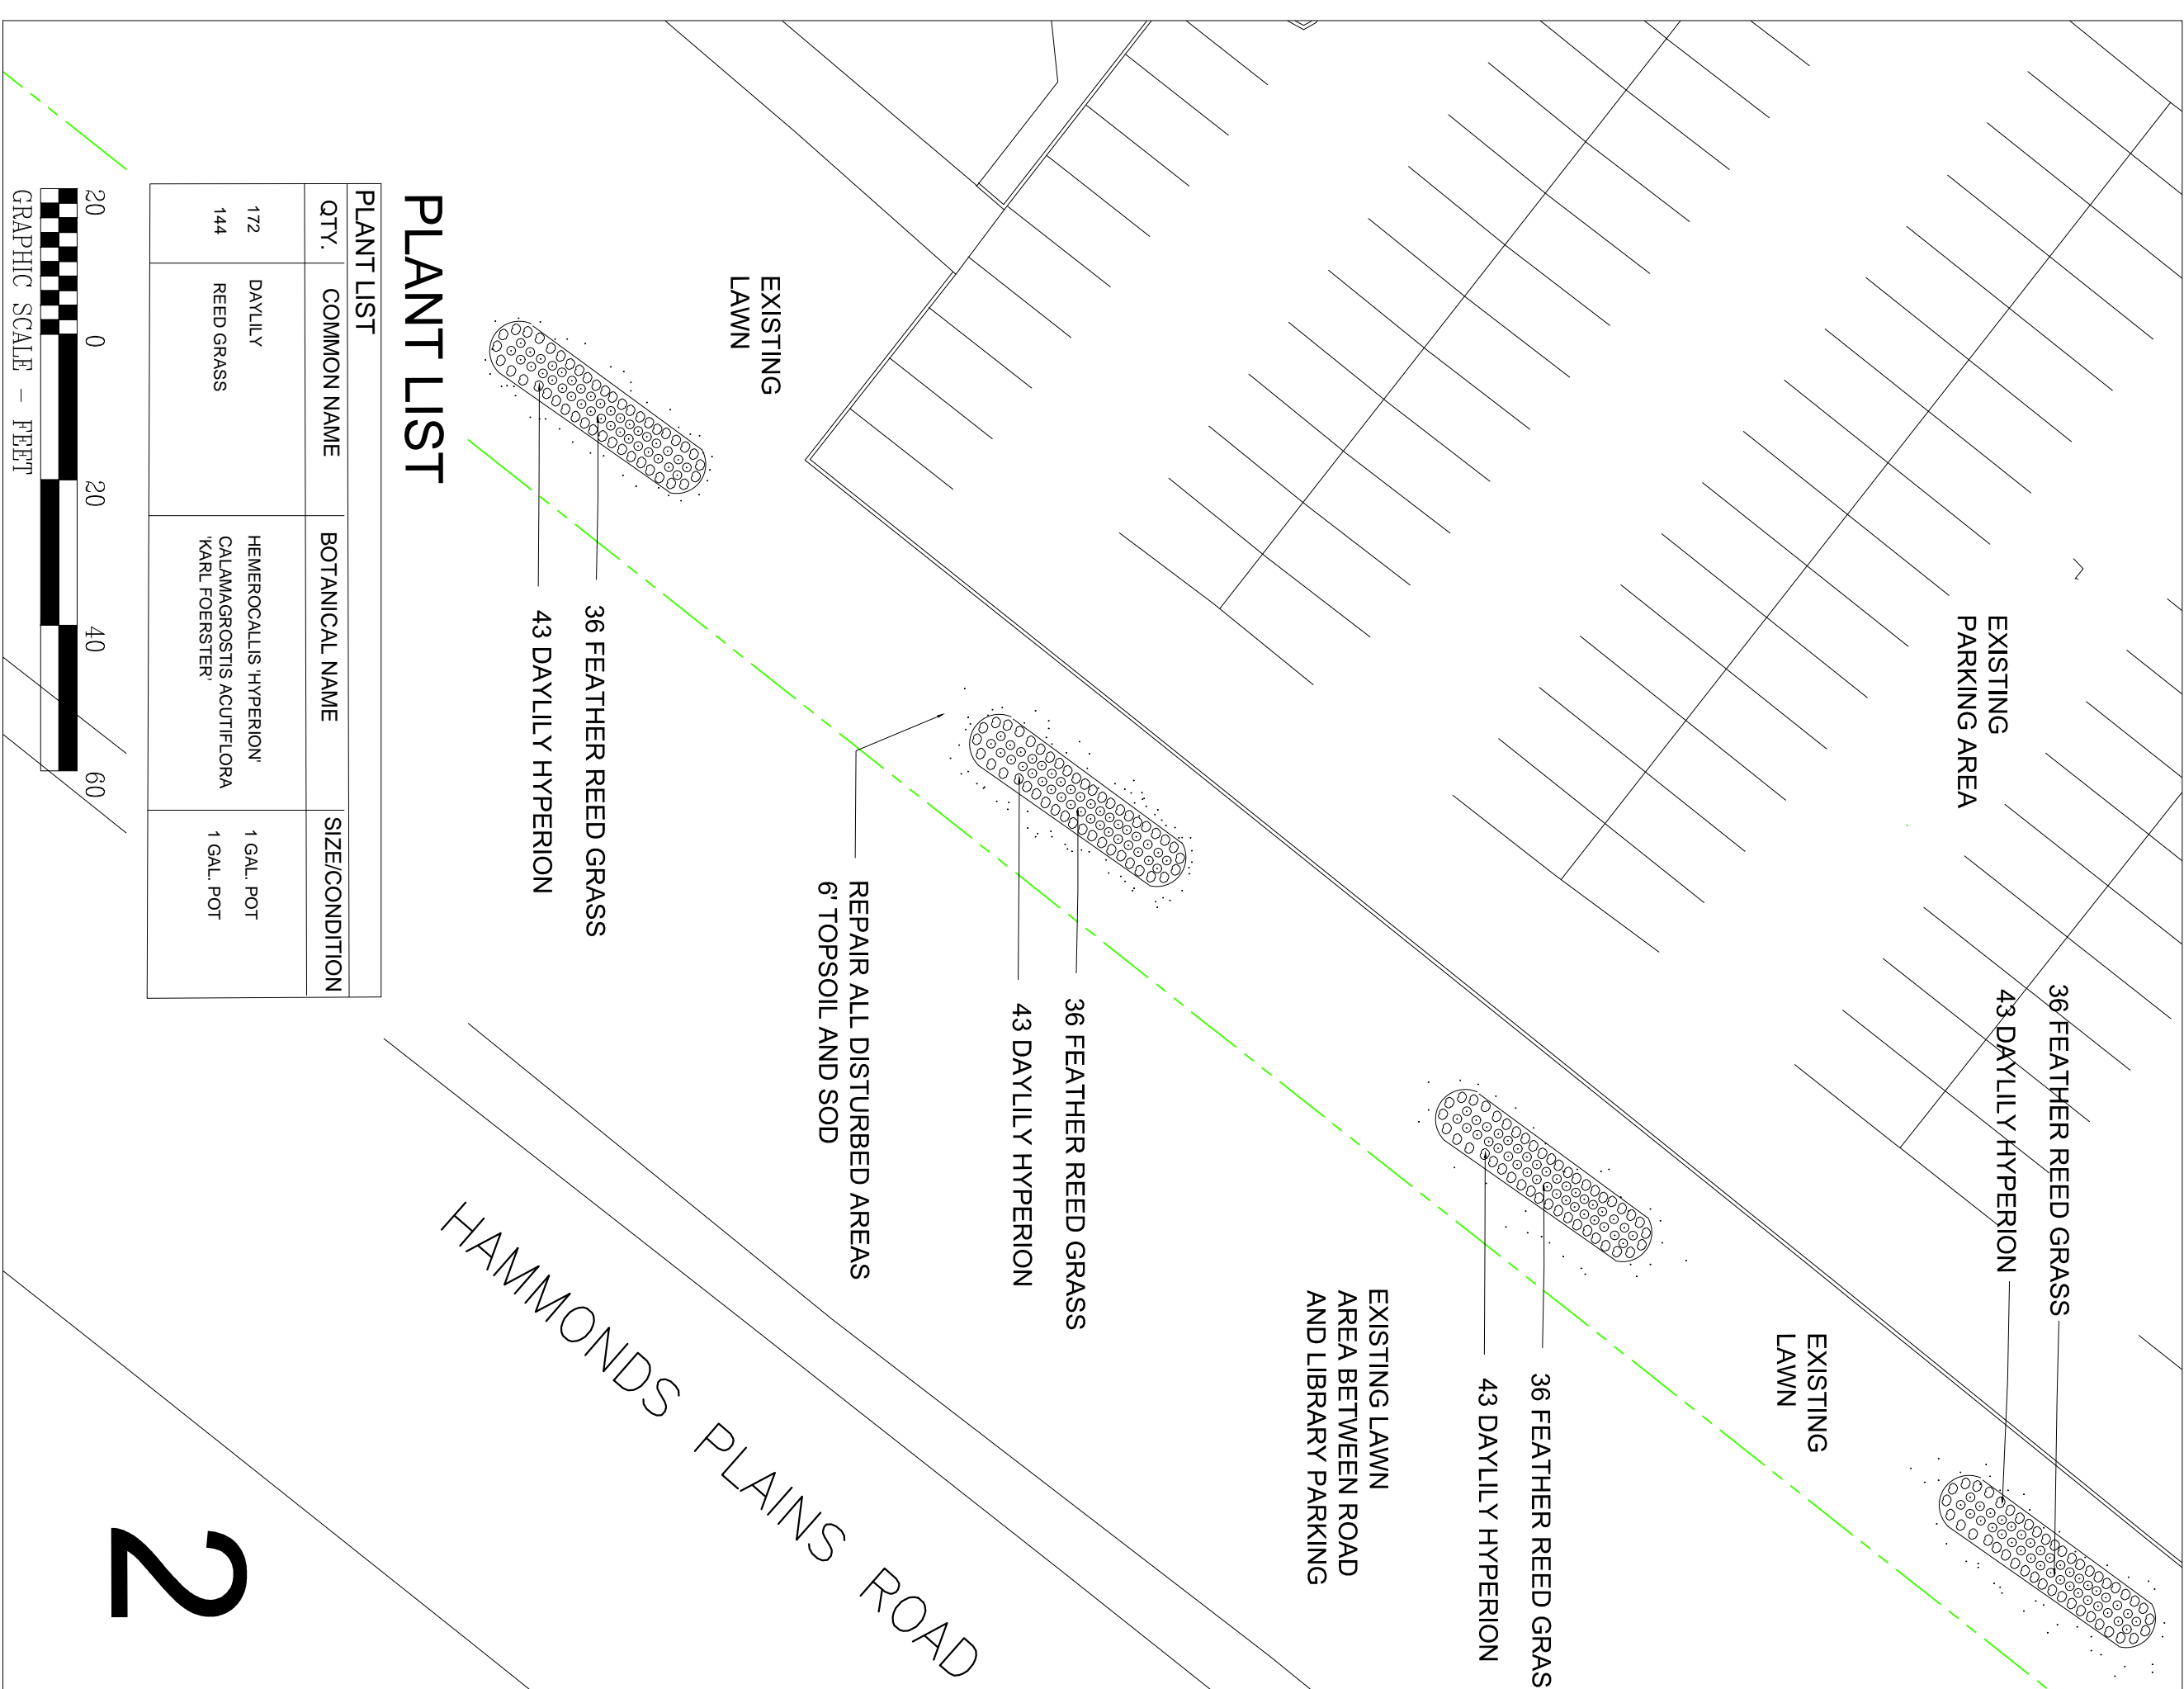 EXISTING
PARKING AREA
36 FEATHER REED GRASS
43 DAYLILY HYPERION
EXISTING
LAWN
EXISTING
LAWN
36 FEATHER REED GRAS
43 DAYLILY HYPERION
EXISTING LAWN
AREA BETWEEN ROAD
AND LIBRARY PARKING
36 FEATHER REED GRASS
43 DAYLILY HYPERION
REPAIR ALL DISTURBED AREAS
6' TOPSOIL AND SOD
36 FEATHER REED GRASS
43 DAYLILY HYPERION
HAMMONDS PLAINS ROAD
PLANT LIST
PLANT LIST
QTY. COMMON NAME BOTANICAL NAME SIZE/CONDITION
172 DAYLILY HEMEROCALLIS 'HYPERION' 1 GAL. POT
144 REED GRASS CALAMAGROSTIS ACUTIFLORA 1 GAL. POT
'KARL FOERSTER'
20 0 20 40 60
GRAPHIC SCALE - FEET
2